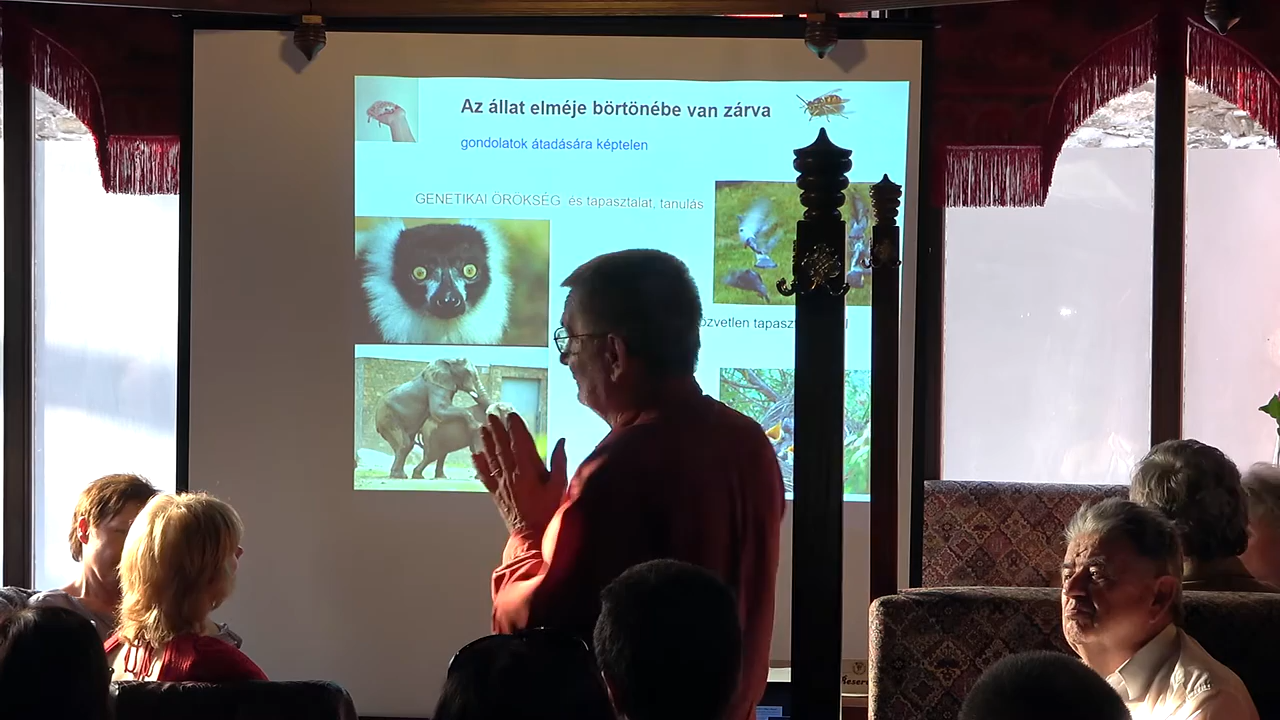 Az állat elméje börtönébe van zárva
gondolatok átadására képtelen
GENETIKAI ÖRÖKSÉG és tapasztalat, tanulás